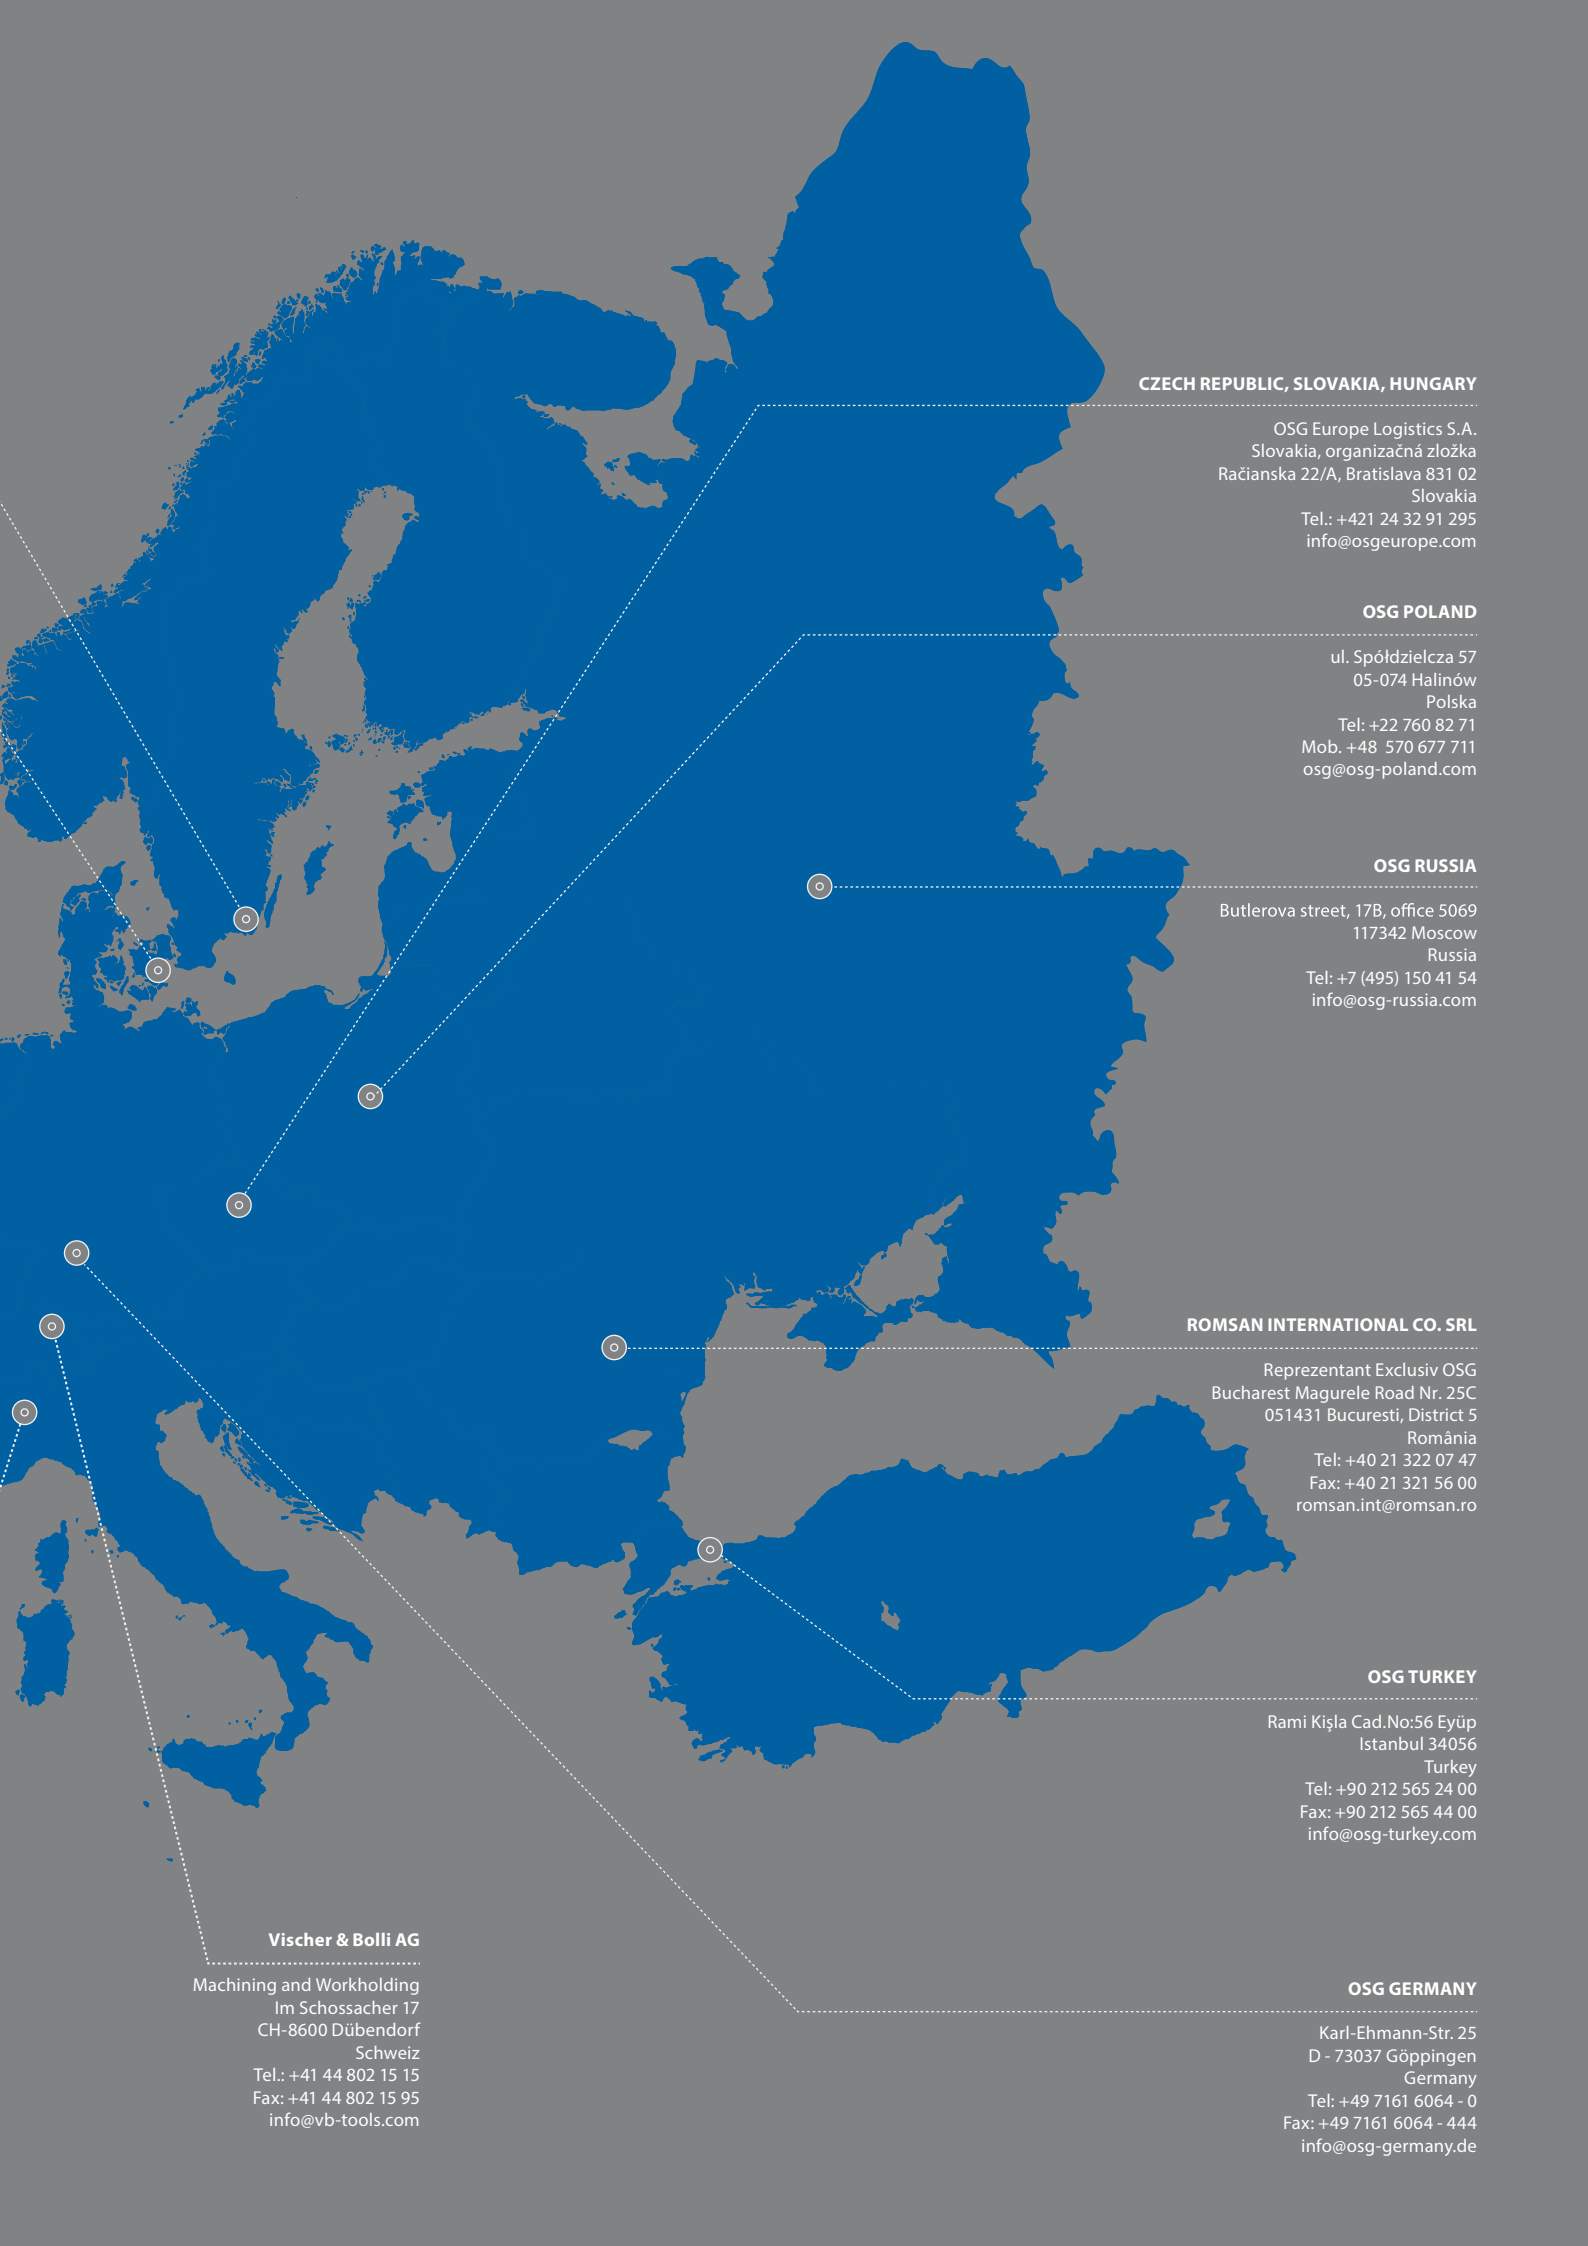 CZECH REPUBLIC, SLOVAKIA, HUNGARY
OSG Europe Logistics S.A.
Slovakia, organizačná zložka
Račianska 22/A, Bratislava 831 02
Slovakia
Tel.: +421 24 32 91 295
info@osgeurope.com
OSG POLAND
ul. Spółdzielcza 57
05-074 Halinów
Polska
Tel: +22 760 82 71
Mob. +48 570 677 711
osg@osg-poland.com
OSG RUSSIA
Butlerova street, 17B, office 5069
117342 Moscow
Russia
Tel: +7 (495) 150 41 54
info@osg-russia.com
ROMSAN INTERNATIONAL CO. SRL
Reprezentant Exclusiv OSG
Bucharest Magurele Road Nr. 25C
051431 Bucuresti, District 5
România
Tel: +40 21 322 07 47
Fax: +40 21 321 56 00
romsan.int@romsan.ro
OSG TURKEY
Rami Kişla Cad.No:56 Eyüp
Istanbul 34056
Turkey
Tel: +90 212 565 24 00
Fax: +90 212 565 44 00
info@osg-turkey.com
Vischer & Bolli AG
Machining and Workholding
Im Schossacher 17
CH-8600 Dübendorf
Schweiz
Tel.: +41 44 802 15 15
Fax: +41 44 802 15 95
info@vb-tools.com
OSG GERMANY
Karl-Ehmann-Str. 25
D - 73037 Göppingen
Germany
Tel: +49 7161 6064 - 0
Fax: +49 7161 6064 - 444
info@osg-germany.de